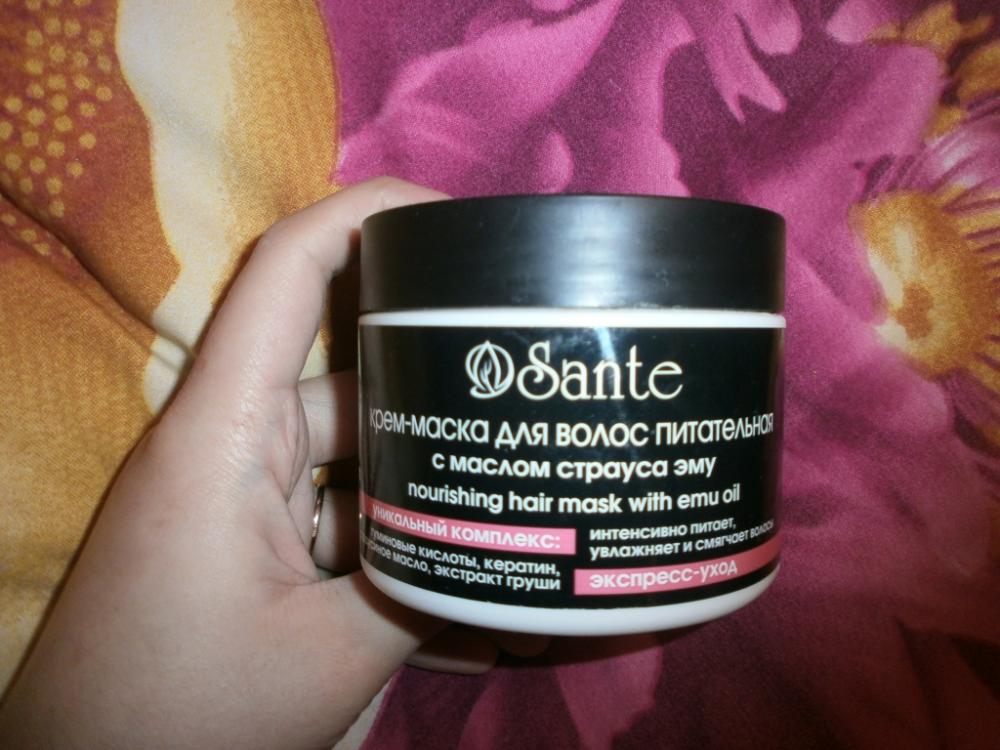 Sante
крем-маска для волос питательная
с маслом страуса эму
nourishing hair mask with emu oil
уникальный комплекс:
кислоты, кератин,
масло, экстракт груши
интенсивно питает,
увлажняет и смягчает волосы
экспресс-уход